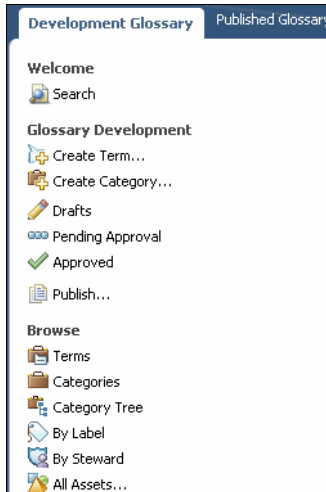 Development Glossary
Published Glossary
Welcome
Search
Glossary Development
Create Term...
Create Category...
Drafts
Pending Approval
Approved
Publish...
Browse
Terms
Categories
Category Tree
By Label
By Steward
All Assets...